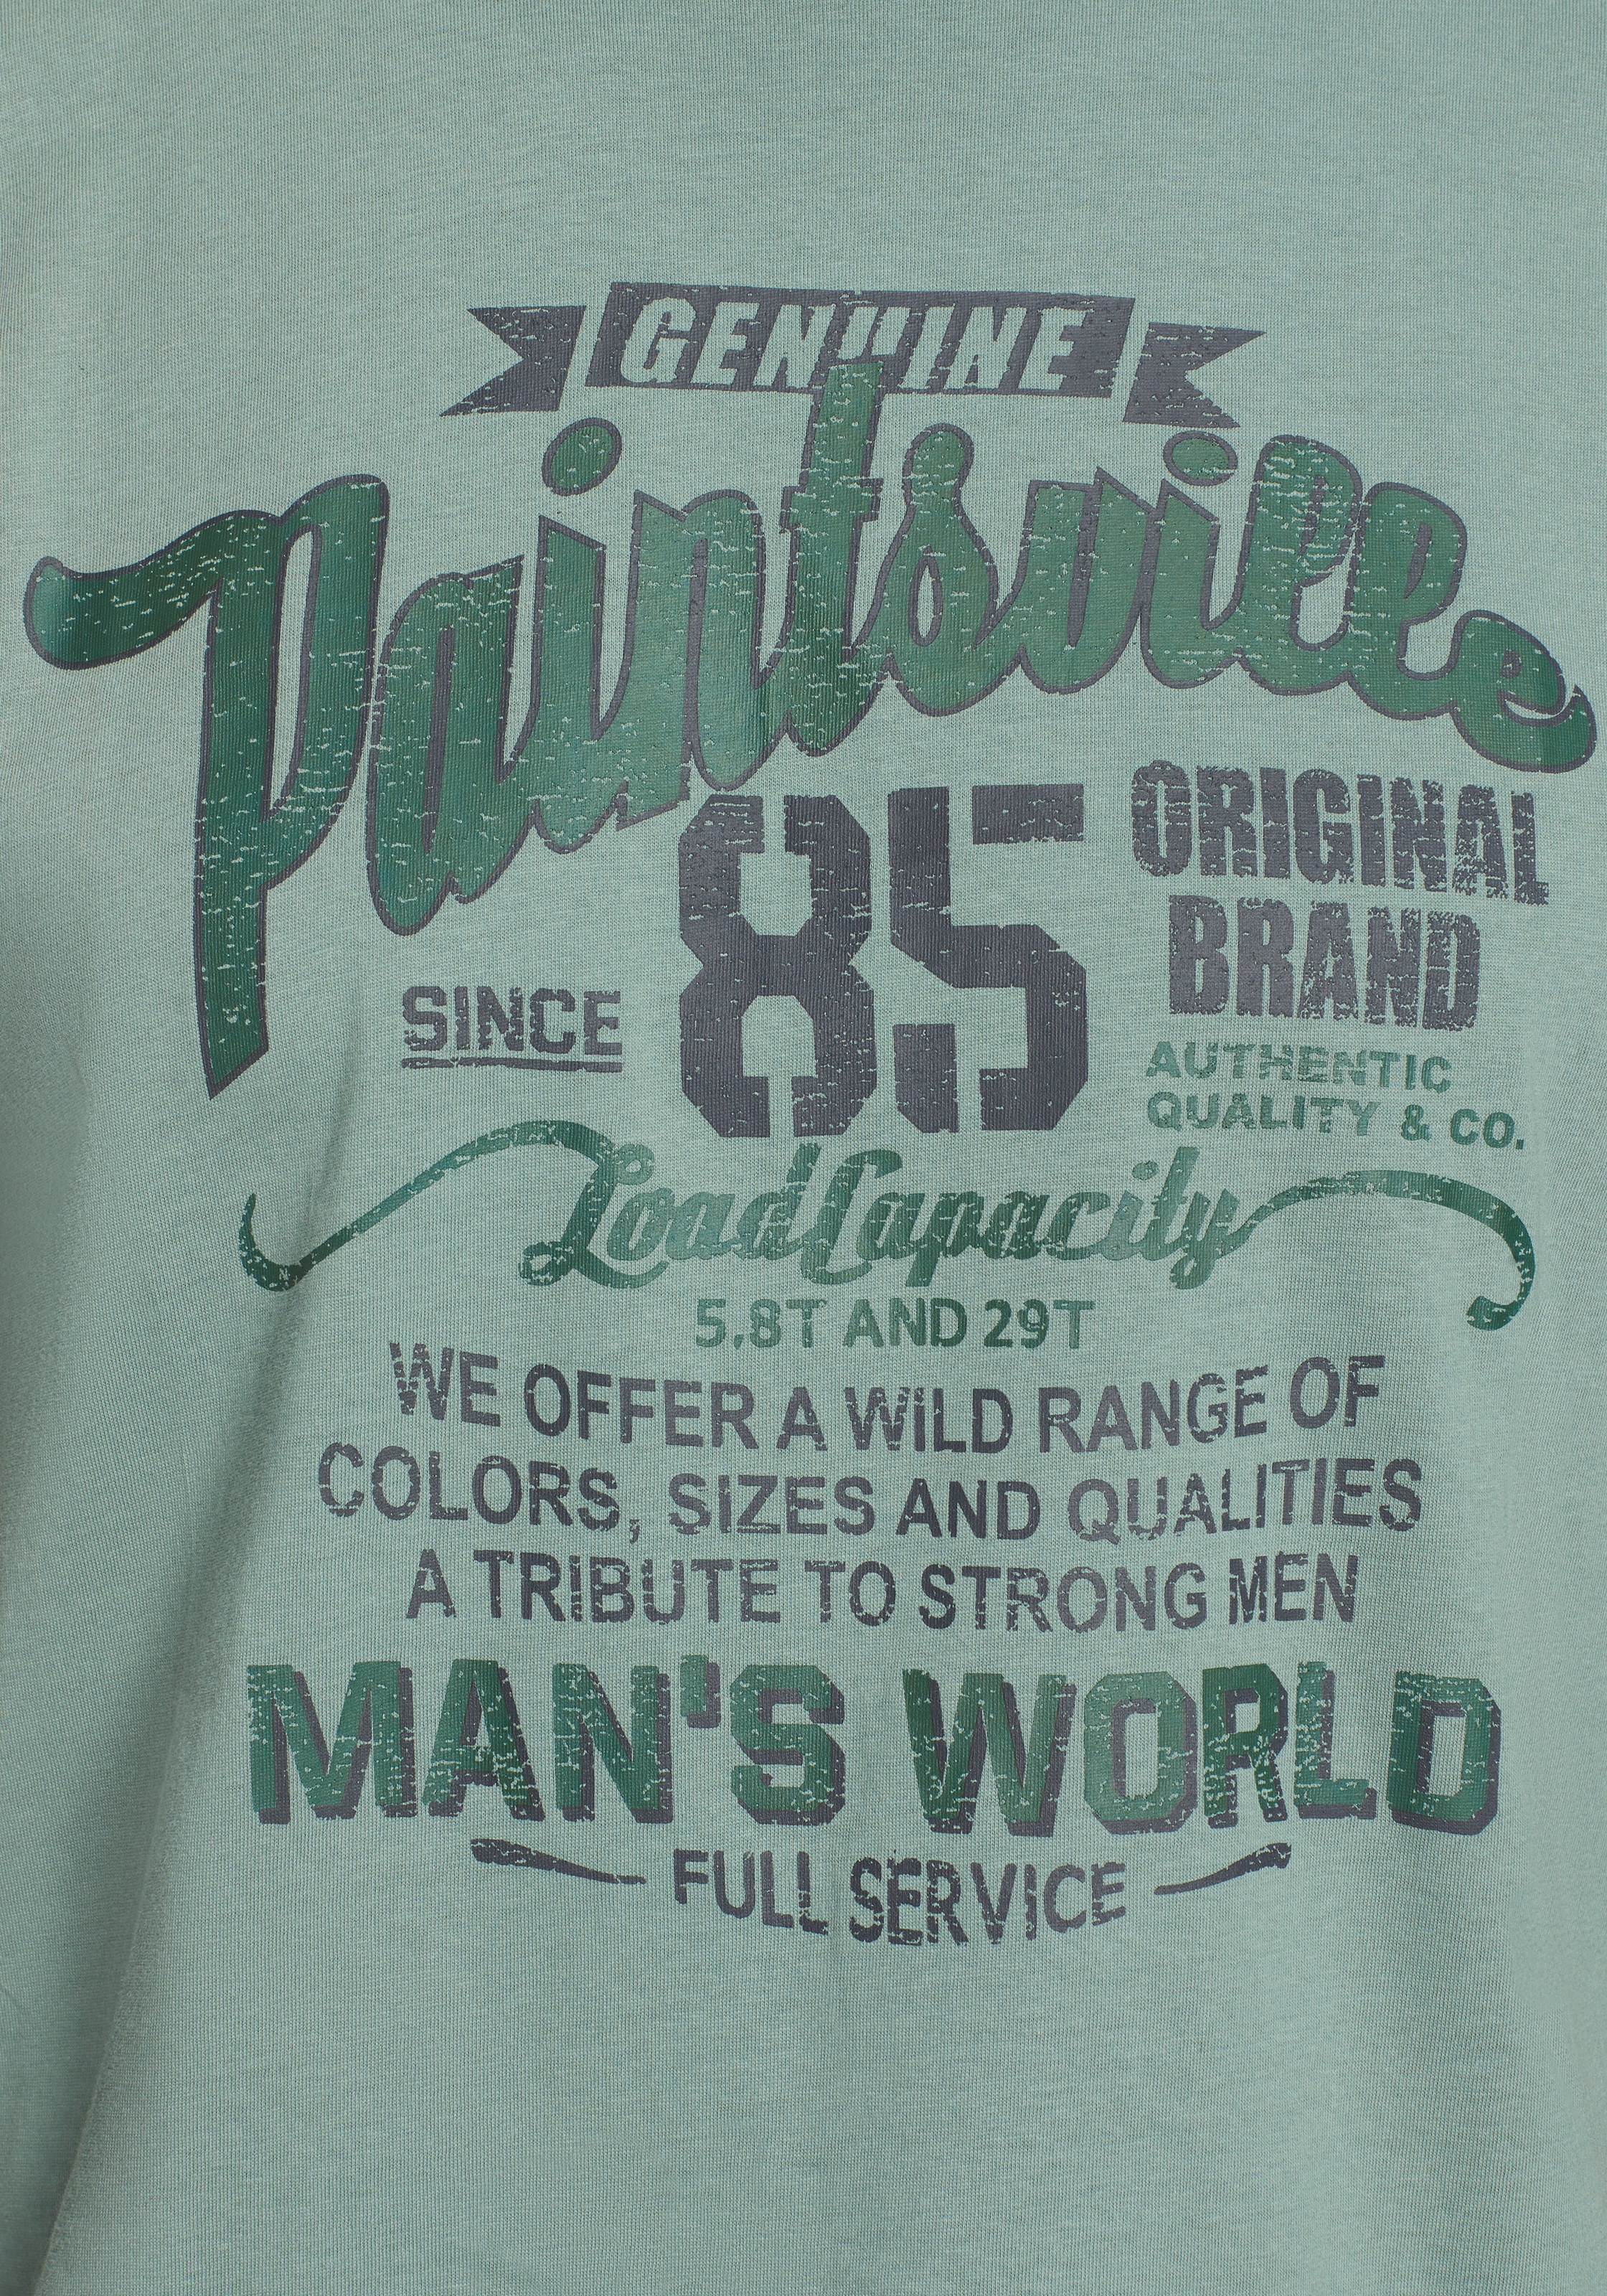 GENUINE
Paintsville
SINCE
85
ORIGINAL
BRAND
AUTHENTIC
QUALITY & CO.
Load Capacity
5.8T AND 29T
WE OFFER A WILD RANGE OF
COLORS, SIZES AND QUALITIES
A TRIBUTE TO STRONG MEN
MAN'S WORLD
FULL SERVICE